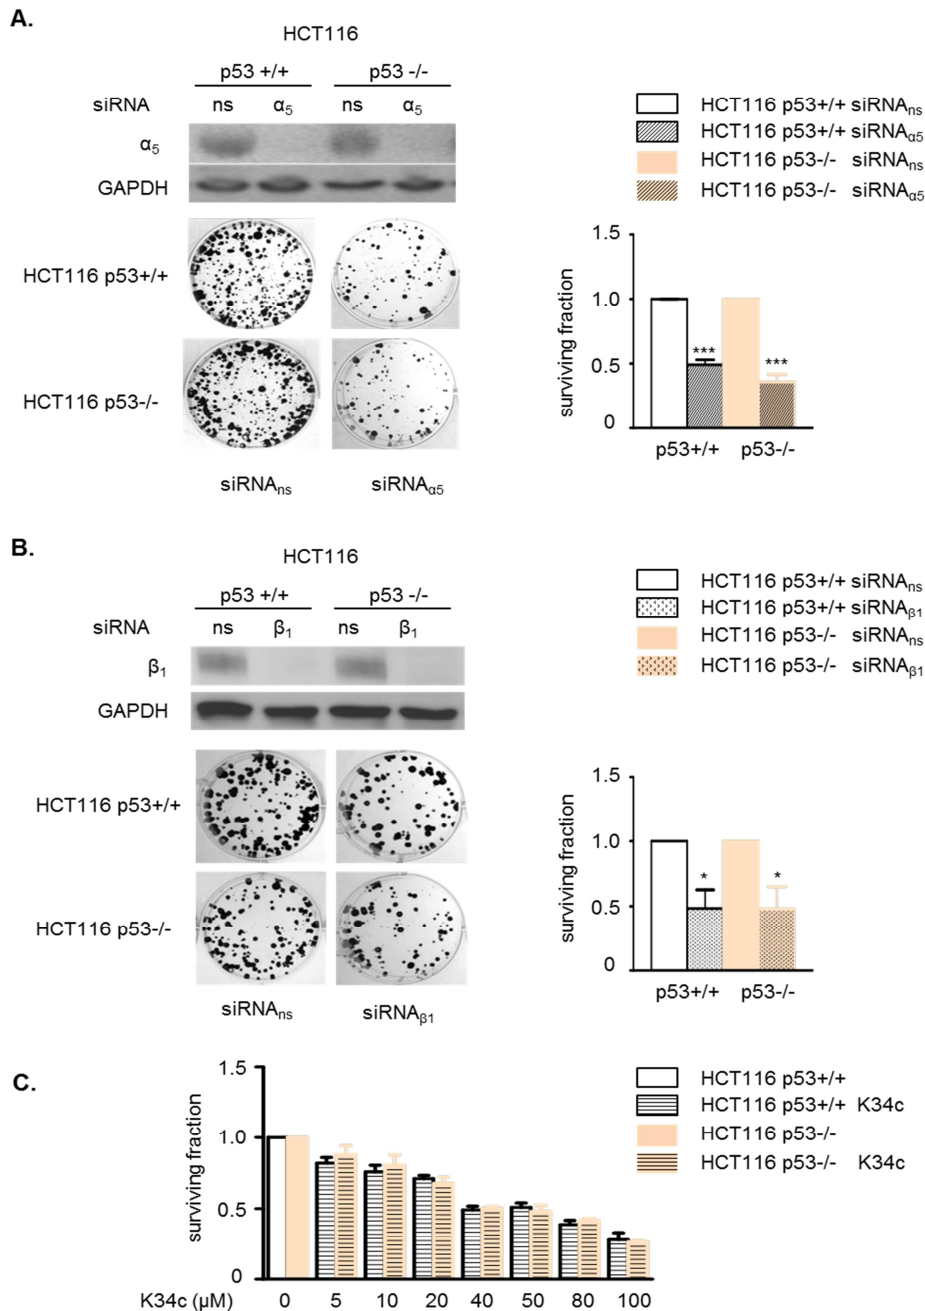 A.
HCT116
p53 +/+ p53 -/-
siRNA ns α5 ns α5
α5
GAPDH
HCT116 p53+/+
HCT116 p53-/-
siRNAns siRNAα5
HCT116 p53+/+ siRNAns
HCT116 p53+/+ siRNAα5
HCT116 p53-/- siRNAns
HCT116 p53-/- siRNAα5
surviving fraction
1.5
1.0
0.5
0
***
***
p53+/+ p53-/-
B.
HCT116
p53 +/+ p53 -/-
siRNA ns β1 ns β1
β1
GAPDH
HCT116 p53+/+
HCT116 p53-/-
siRNAns siRNAβ1
HCT116 p53+/+ siRNAns
HCT116 p53+/+ siRNAβ1
HCT116 p53-/- siRNAns
HCT116 p53-/- siRNAβ1
surviving fraction
1.5
1.0
0.5
0
* *
p53+/+ p53-/-
C.
surviving fraction
1.5
1.0
0.5
0
K34c (μM) 0 5 10 20 40 50 80 100
HCT116 p53+/+
HCT116 p53+/+ K34c
HCT116 p53-/-
HCT116 p53-/- K34c